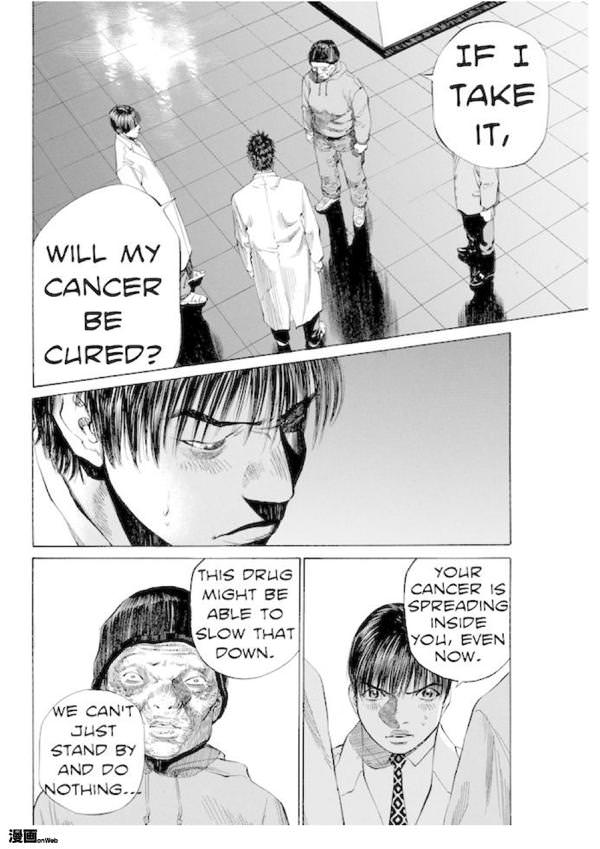 IF I
TAKE
IT,
WILL MY
CANCER
BE
CURED?
YOUR
CANCER IS
SPREADING
INSIDE
YOU, EVEN
NOW.
THIS DRUG
MIGHT BE
ABLE TO
SLOW THAT
DOWN.
WE CAN'T
JUST
STAND BY
AND DO
NOTHING...
漫画onWeb